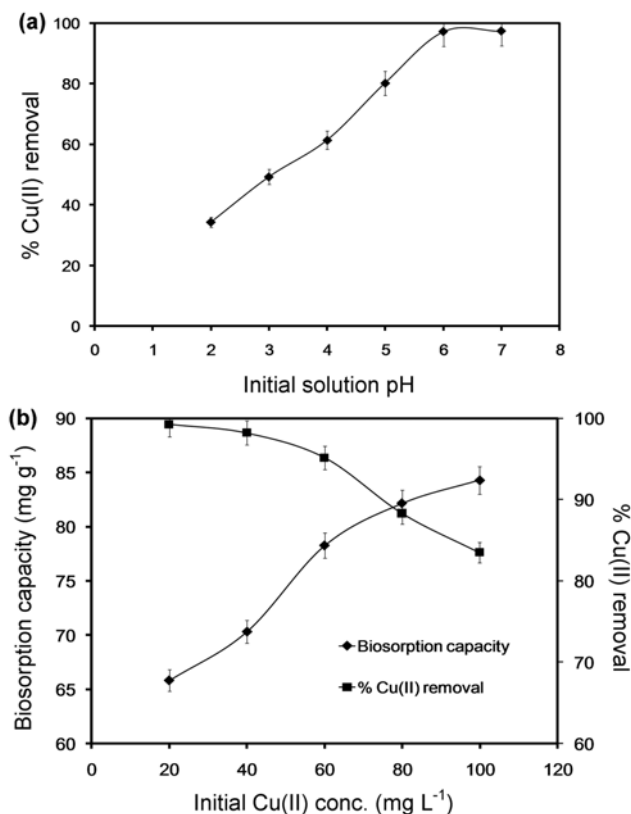 (a)
100
80
60
40
20
0
% Cu(II) removal
0 1 2 3 4 5 6 7 8
Initial solution pH
(b)
90
85
80
75
70
65
60
Biosorption capacity (mg g⁻¹)
100
90
80
70
60
% Cu(II) removal
Biosorption capacity
% Cu(II) removal
0 20 40 60 80 100 120
Initial Cu(II) conc. (mg L⁻¹)